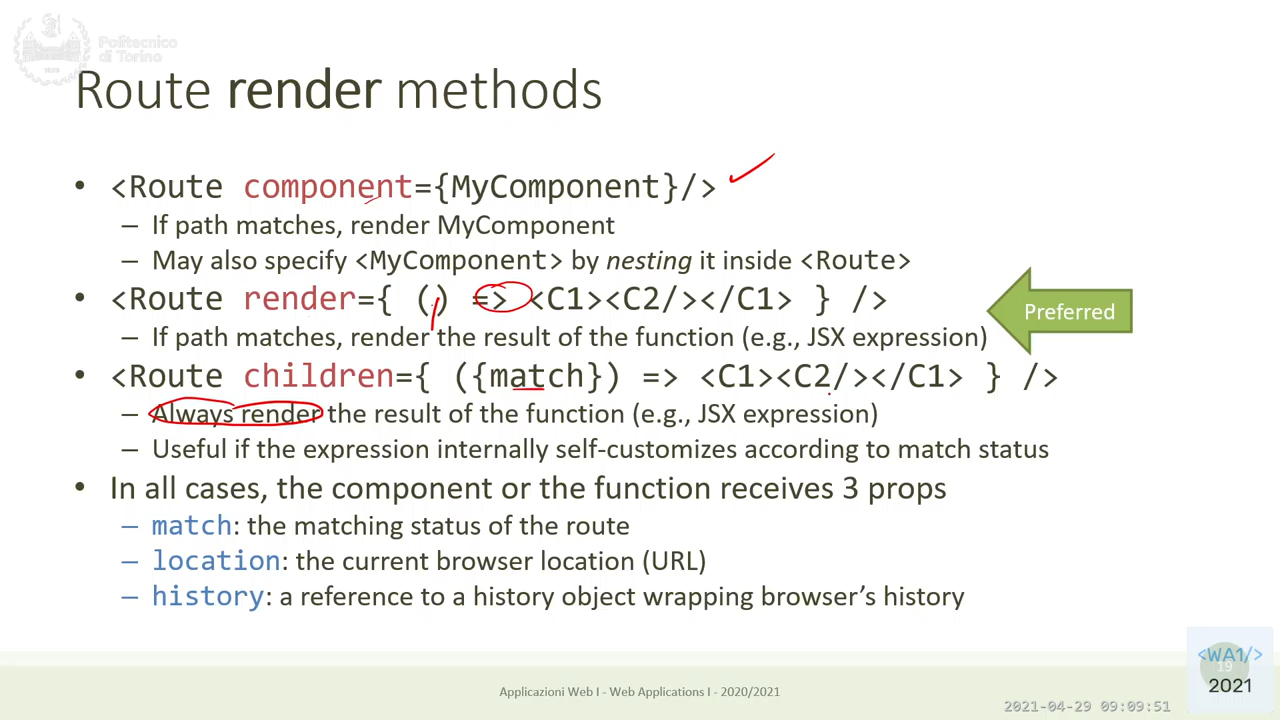 Politecnico
di Torino
Route render methods
• <Route component={MyComponent}/>
– If path matches, render MyComponent
– May also specify <MyComponent> by nesting it inside <Route>
• <Route render={ () => <C1><C2/></C1> } />
– If path matches, render the result of the function (e.g., JSX expression)
Preferred
• <Route children={ ({match}) => <C1><C2/></C1> } />
– Always render the result of the function (e.g., JSX expression)
– Useful if the expression internally self-customizes according to match status
• In all cases, the component or the function receives 3 props
– match: the matching status of the route
– location: the current browser location (URL)
– history: a reference to a history object wrapping browser’s history
<WA1/>
19
2021
Applicazioni Web I - Web Applications I - 2020/2021
2021-04-29 09:09:51